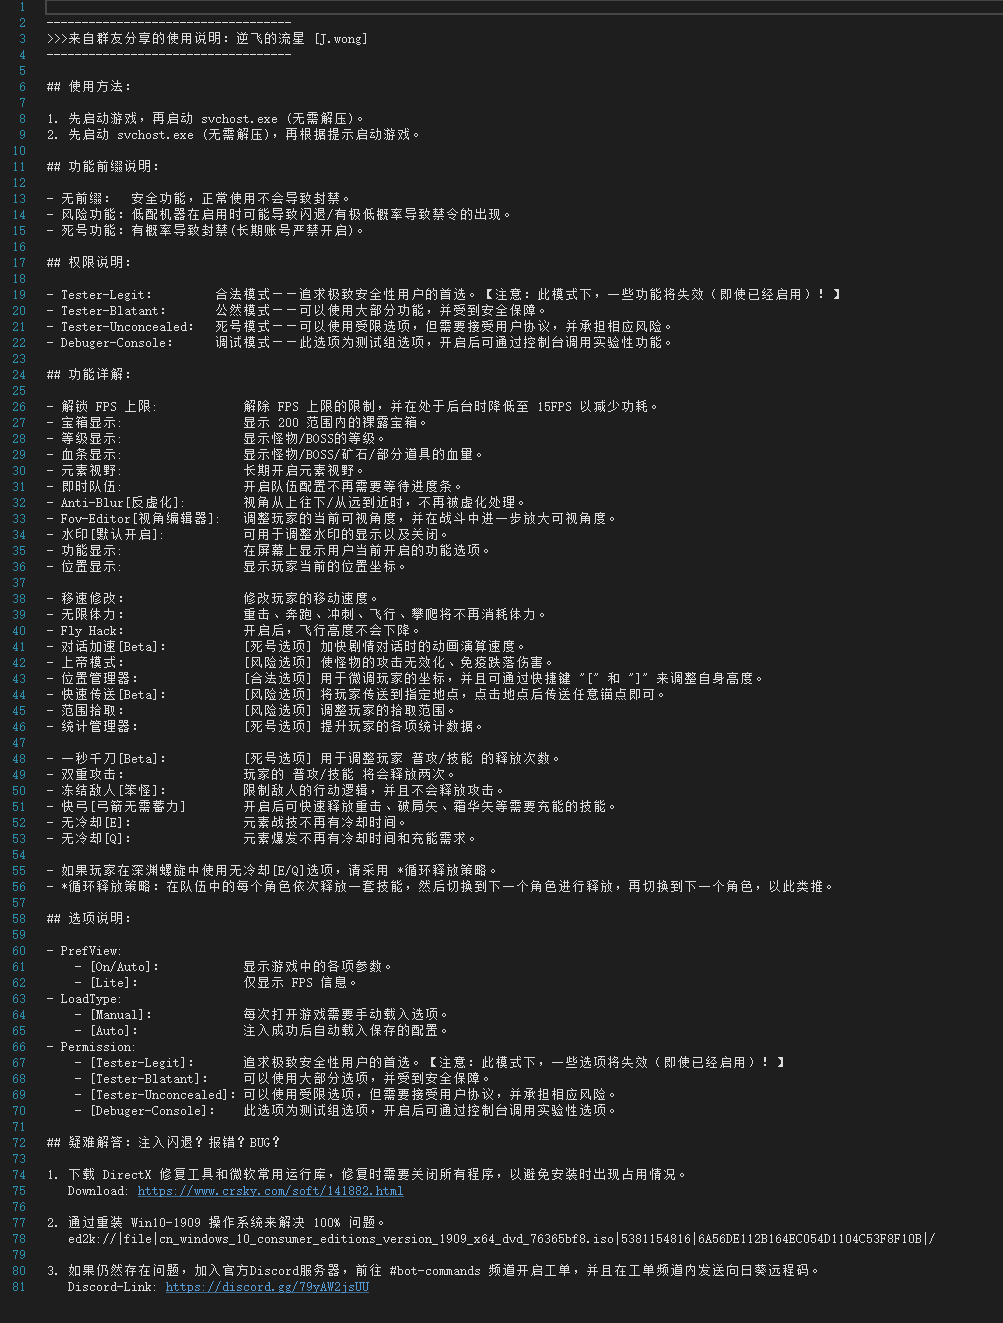 1
2 -----------------------------------
3 >>>来自群友分享的使用说明: 逆飞的流星 [J.wong]
4 -----------------------------------
5
6 ## 使用方法:
7
8 1. 先启动游戏，再启动 svchost.exe (无需解压)。
9 2. 先启动 svchost.exe (无需解压)，再根据提示启动游戏。
10
11 ## 功能前缀说明:
12
13 - 无前缀: 安全功能，正常使用不会导致封禁。
14 - 风险功能: 低配机器在启用时可能导致闪退/有极低概率导致禁令的出现。
15 - 死号功能: 有概率导致封禁(长期账号严禁开启)。
16
17 ## 权限说明:
18
19 - Tester-Legit: 合法模式——追求极致安全性用户的首选。【注意: 此模式下，一些功能将失效（即使已经启用）! 】
20 - Tester-Blatant: 公然模式——可以使用大部分功能，并受到安全保障。
21 - Tester-Unconcealed: 死号模式——可以使用受限选项，但需要接受用户协议，并承担相应风险。
22 - Debuger-Console: 调试模式——此选项为测试组选项，开启后可通过控制台调用实验性功能。
23
24 ## 功能详解:
25
26 - 解锁 FPS 上限: 解除 FPS 上限的限制，并在处于后台时降低至 15FPS 以减少功耗。
27 - 宝箱显示: 显示 200 范围内的裸露宝箱。
28 - 等级显示: 显示怪物/BOSS的等级。
29 - 血条显示: 显示怪物/BOSS/矿石/部分道具的血量。
30 - 元素视野: 长期开启元素视野。
31 - 即时队伍: 开启队伍配置不再需要等待进度条。
32 - Anti-Blur[反虚化]: 视角从上往下/从远到近时，不再被虚化处理。
33 - Fov-Editor[视角编辑器]: 调整玩家的当前可视角度，并在战斗中进一步放大可视角度。
34 - 水印[默认开启]: 可用于调整水印的显示以及关闭。
35 - 功能显示: 在屏幕上显示用户当前开启的功能选项。
36 - 位置显示: 显示玩家当前的位置坐标。
37
38 - 移速修改: 修改玩家的移动速度。
39 - 无限体力: 重击、奔跑、冲刺、飞行、攀爬将不再消耗体力。
40 - Fly Hack: 开启后，飞行高度不会下降。
41 - 对话加速[Beta]: [死号选项] 加快剧情对话时的动画演算速度。
42 - 上帝模式: [风险选项] 使怪物的攻击无效化、免疫跌落伤害。
43 - 位置管理器: [合法选项] 用于微调玩家的坐标，并且可通过快捷键 "[" 和 "]" 来调整自身高度。
44 - 快速传送[Beta]: [风险选项] 将玩家传送到指定地点，点击地点后传送任意锚点即可。
45 - 范围拾取: [风险选项] 调整玩家的拾取范围。
46 - 统计管理器: [死号选项] 提升玩家的各项统计数据。
47
48 - 一秒千刀[Beta]: [死号选项] 用于调整玩家 普攻/技能 的释放次数。
49 - 双重攻击: 玩家的 普攻/技能 将会释放两次。
50 - 冻结敌人[笨怪]: 限制敌人的行动逻辑，并且不会释放攻击。
51 - 快弓[弓箭无需蓄力] 开启后可快速释放重击、破局矢、霜华矢等需要充能的技能。
52 - 无冷却[E]: 元素战技不再有冷却时间。
53 - 无冷却[Q]: 元素爆发不再有冷却时间和充能需求。
54
55 - 如果玩家在深渊螺旋中使用无冷却[E/Q]选项，请采用 *循环释放策略。
56 - *循环释放策略: 在队伍中的每个角色依次释放一套技能，然后切换到下一个角色进行释放，再切换到下一个角色，以此类推。
57
58 ## 选项说明:
59
60 - PrefView:
61 - [On/Auto]: 显示游戏中的各项参数。
62 - [Lite]: 仅显示 FPS 信息。
63 - LoadType:
64 - [Manual]: 每次打开游戏需要手动载入选项。
65 - [Auto]: 注入成功后自动载入保存的配置。
66 - Permission:
67 - [Tester-Legit]: 追求极致安全性用户的首选。【注意: 此模式下，一些选项将失效（即使已经启用）! 】
68 - [Tester-Blatant]: 可以使用大部分选项，并受到安全保障。
69 - [Tester-Unconcealed]: 可以使用受限选项，但需要接受用户协议，并承担相应风险。
70 - [Debuger-Console]: 此选项为测试组选项，开启后可通过控制台调用实验性选项。
71
72 ## 疑难解答: 注入闪退? 报错? BUG?
73
74 1. 下载 DirectX 修复工具和微软常用运行库，修复时需要关闭所有程序，以避免安装时出现占用情况。
75 Download: https://www.crsky.com/soft/141882.html
76
77 2. 通过重装 Win10-1909 操作系统来解决 100% 问题。
78 ed2k://|file|cn_windows_10_consumer_editions_version_1909_x64_dvd_76365bf8.iso|5381154816|6A56DE112B164EC054D1104C53F8F10B|/
79
80 3. 如果仍然存在问题，加入官方Discord服务器，前往 #bot-commands 频道开启工单，并且在工单频道内发送向日葵远程码。
81 Discord-Link: https://discord.gg/79yAW2jsUU